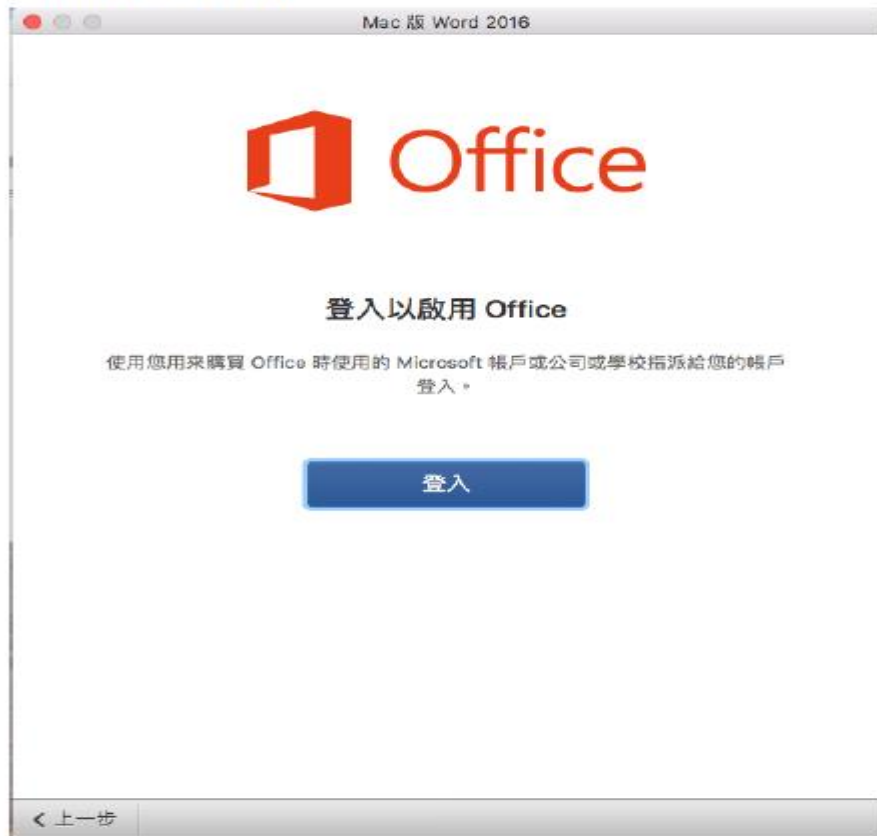 Mac 版 Word 2016
Office
登入以啟用 Office
使用您用來購買 Office 時使用的 Microsoft 帳戶或公司或學校指派給您的帳戶
登入。
登入
上一步